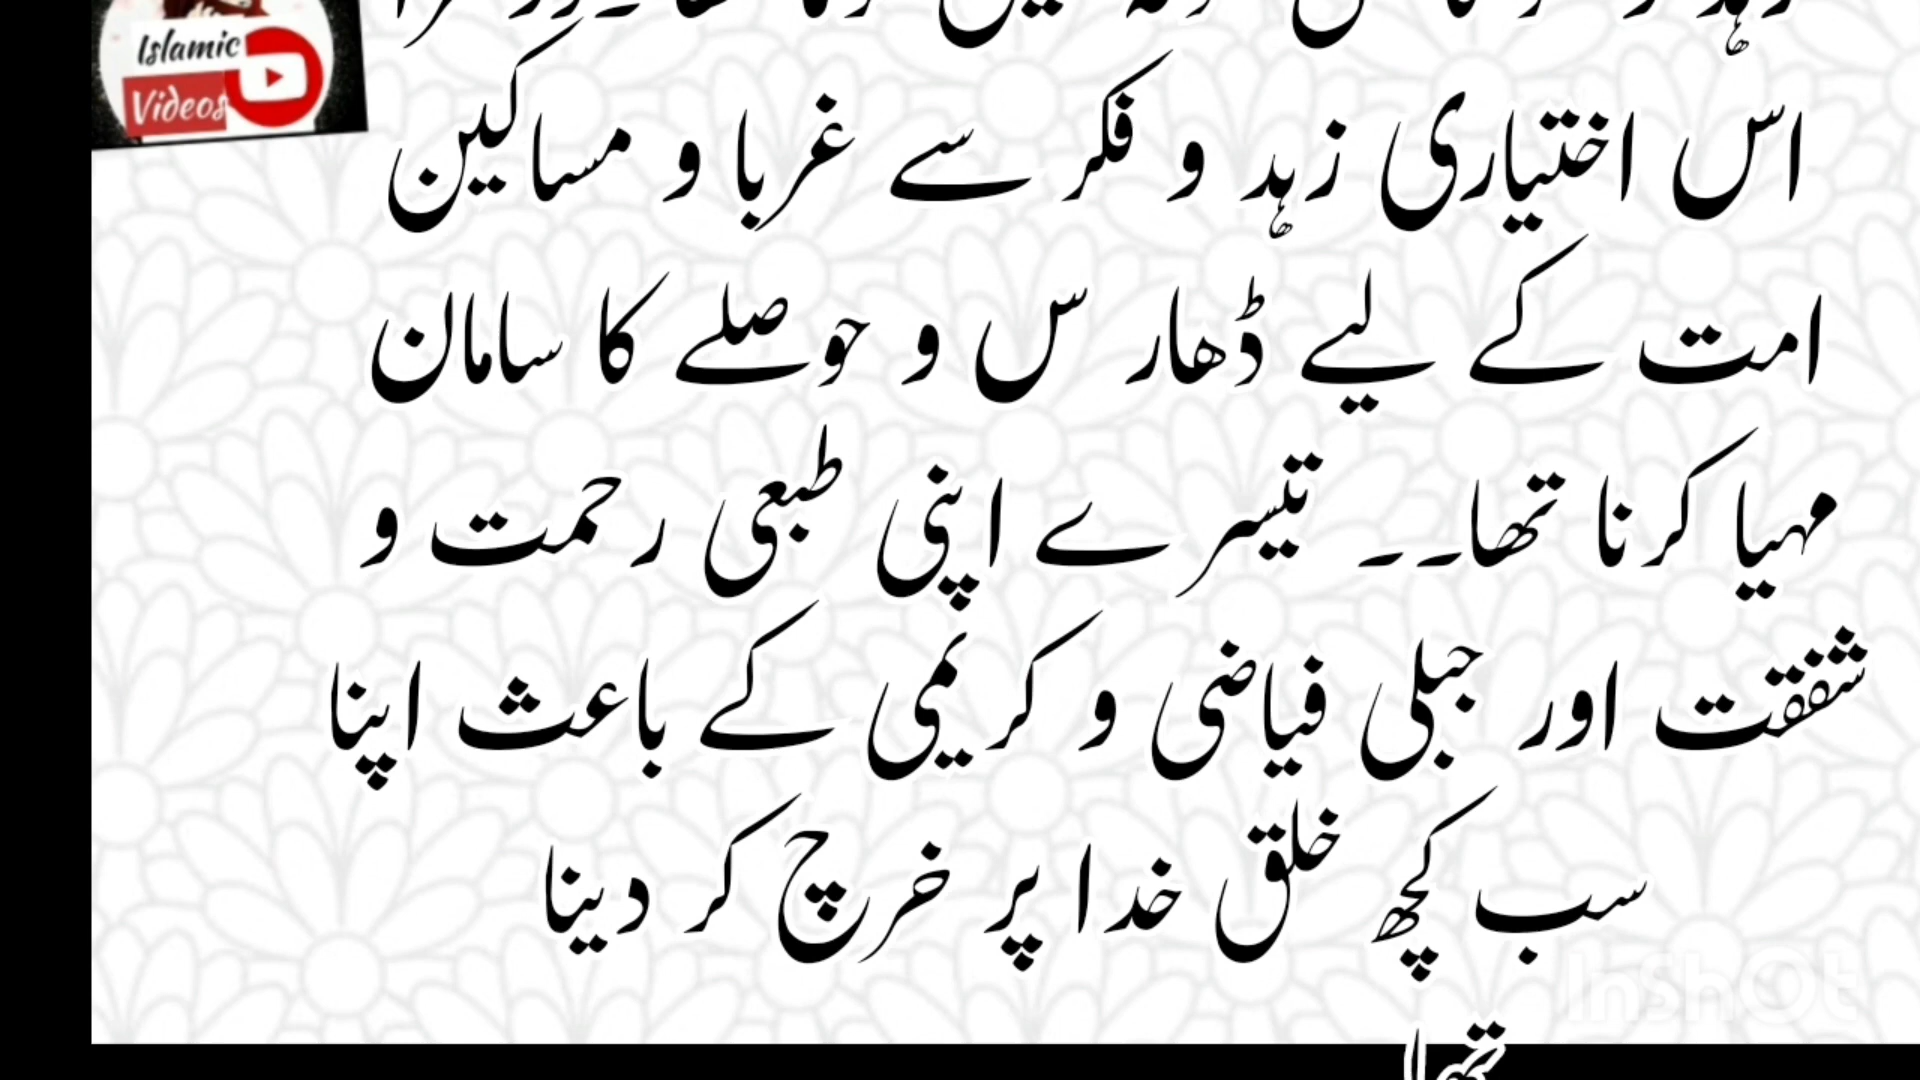 Islamic
Videos
اس اختیاری زہد و فکر سے غربا و مساکین
امت کے لیے ڈھارس و حوصلے کا سامان
مہیا کرنا تھا۔۔ تیسرے اپنی طبعی رحمت و
شفقت اور جبلی فیاضی و کریمی کے باعث اپنا
سب کچھ خلق خدا پر خرچ کر دینا
تھا
InShOt